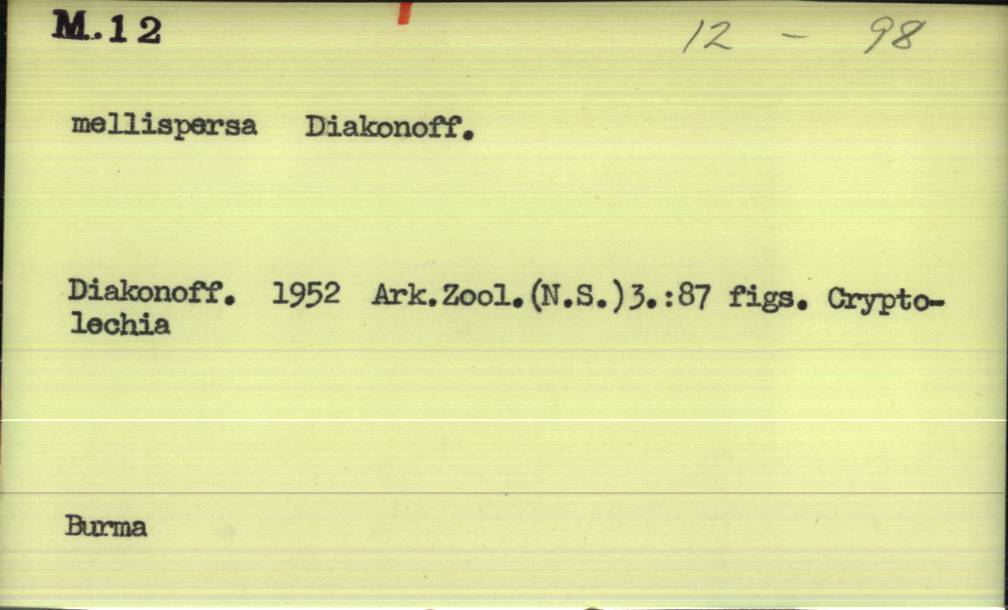 M.12
12 - 98
mellispersa Diakonoff.
Diakonoff. 1952 Ark.Zool.(N.S.)3.:87 figs. Crypto-
lechia
Burma